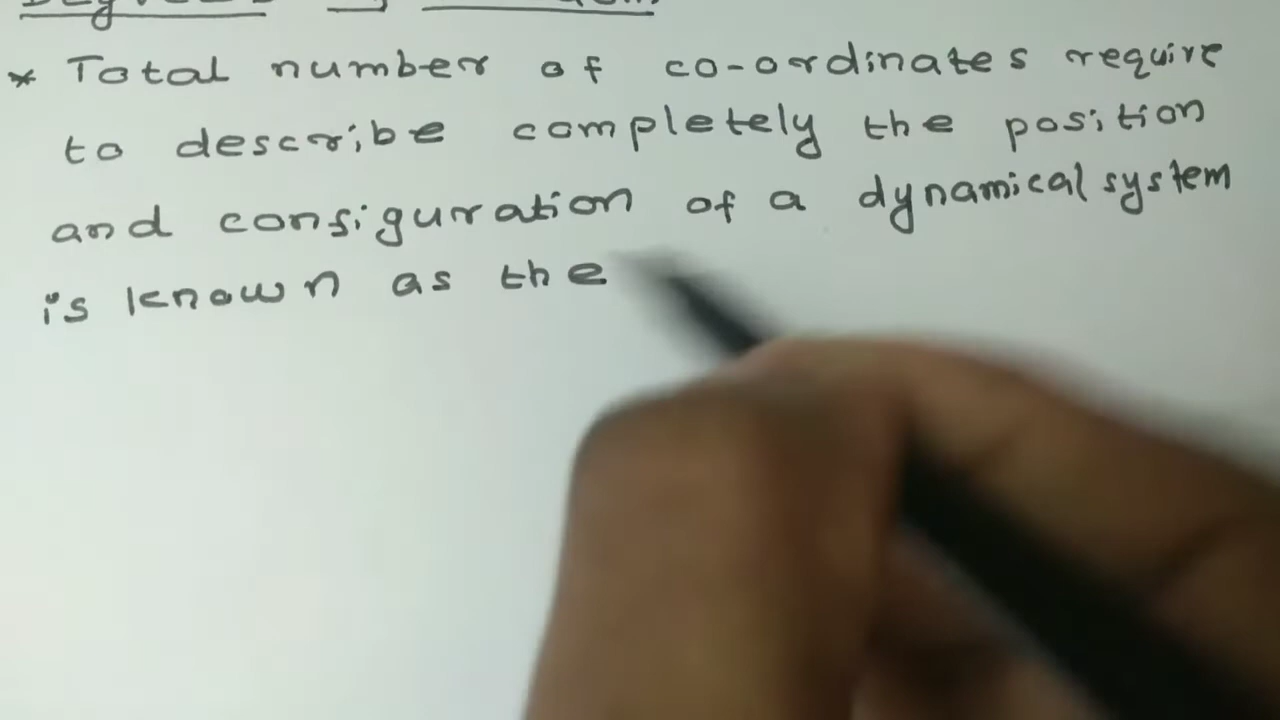 * Total number of co-ordinates require
to describe completely the position
and configuration of a dynamical system
is known as the